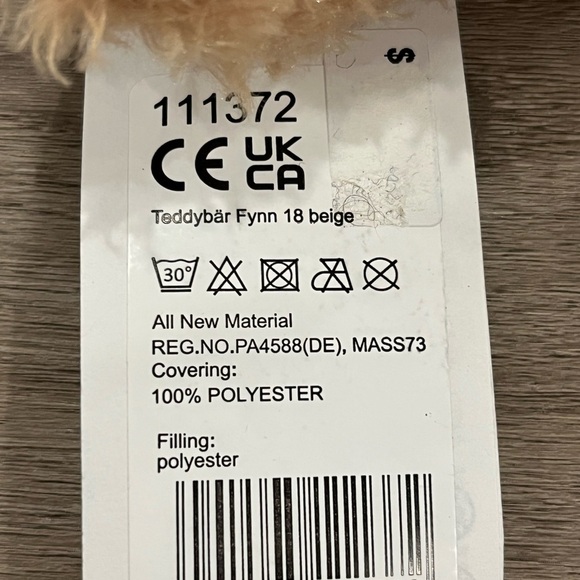 $
111372
CE UK CA
Teddybär Fynn 18 beige
30°
All New Material
REG.NO.PA4588(DE), MASS73
Covering:
100% POLYESTER
Filling:
polyester